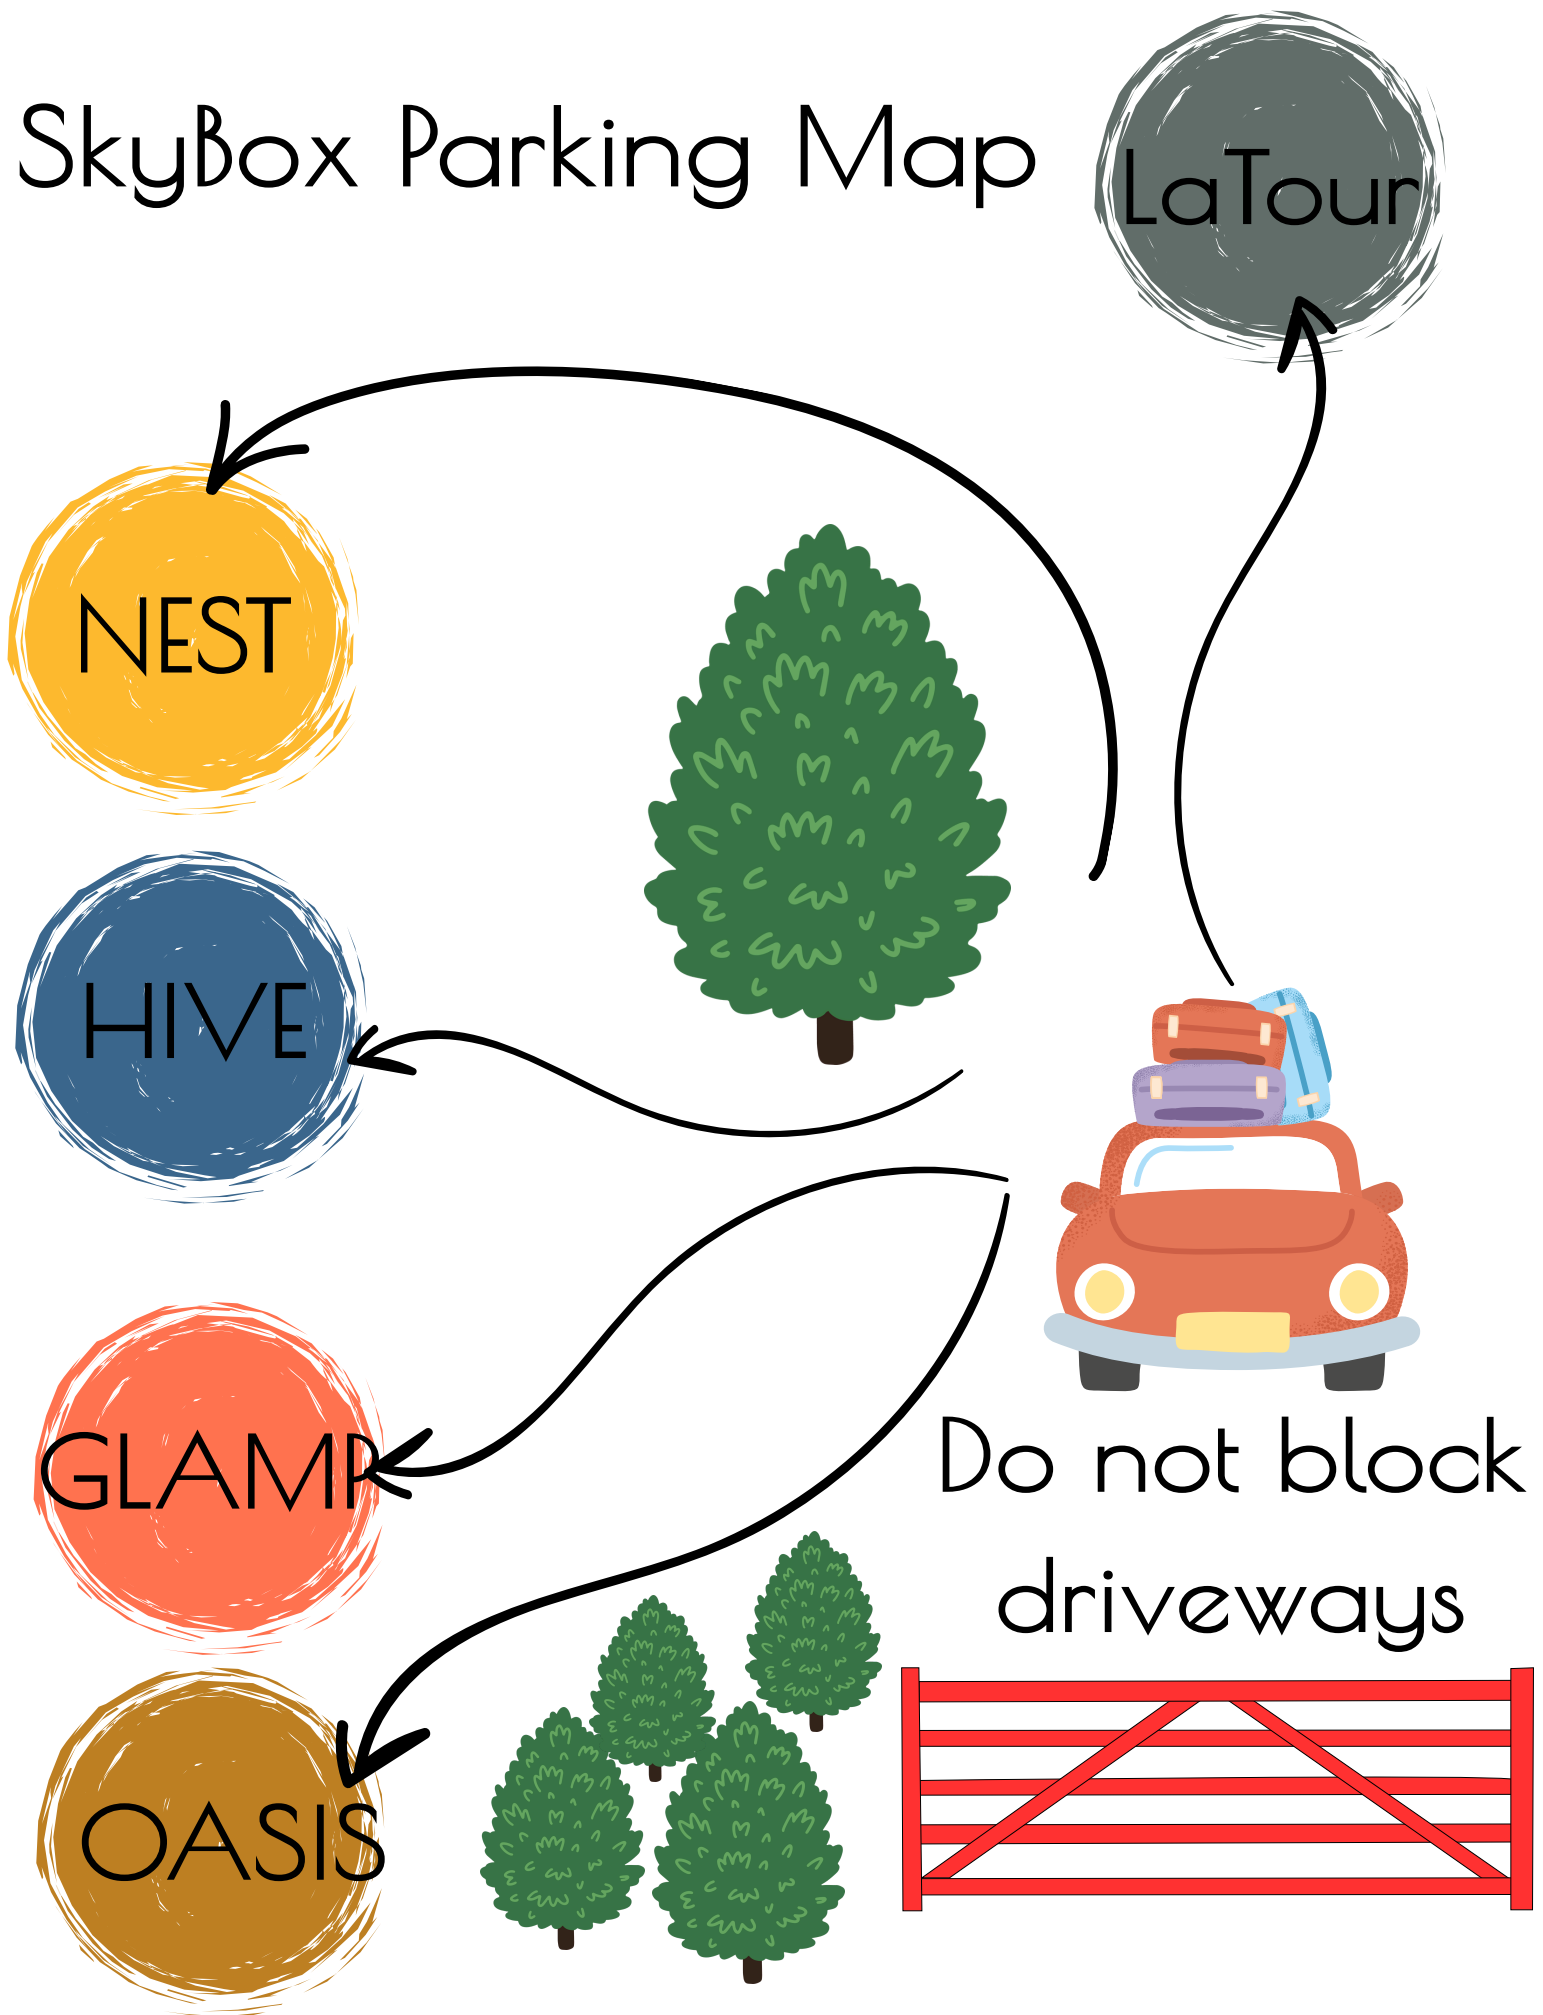 SkyBox Parking Map
LaTour
NEST
HIVE
GLAMP
OASIS
Do not block
driveways